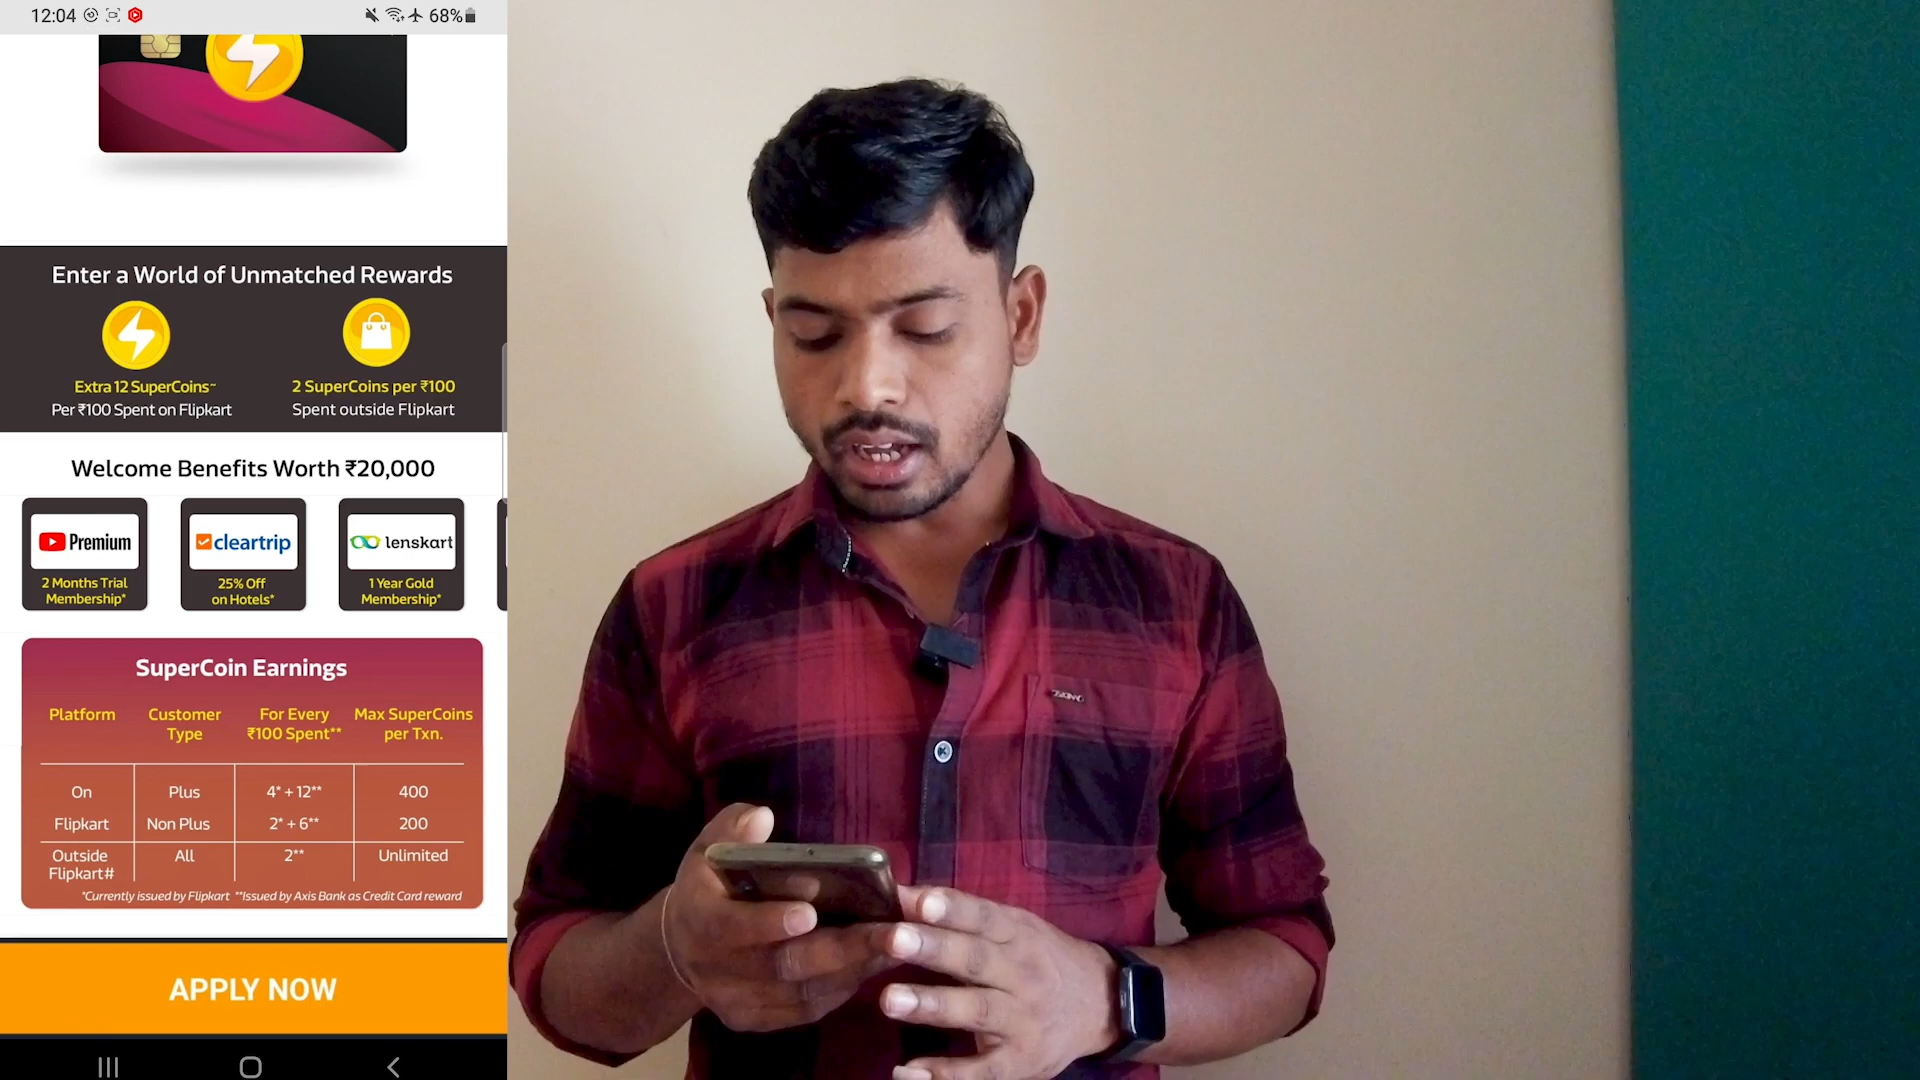 12:04 68%
Enter a World of Unmatched Rewards
Extra 12 SuperCoins~
Per ₹100 Spent on Flipkart
2 SuperCoins per ₹100
Spent outside Flipkart
Welcome Benefits Worth ₹20,000
Premium
2 Months Trial
Membership*
cleartrip
25% Off
on Hotels*
lenskart
1 Year Gold
Membership*
SuperCoin Earnings
Platform Customer Type For Every ₹100 Spent** Max SuperCoins per Txn.
On Plus 4* + 12** 400
Flipkart Non Plus 2* + 6** 200
Outside Flipkart# All 2** Unlimited
*Currently issued by Flipkart **Issued by Axis Bank as Credit Card reward
APPLY NOW